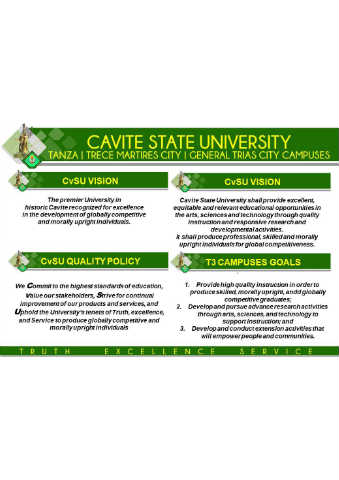 CAVITE STATE UNIVERSITY
TANZA | TRECE MARTIRES CITY | GENERAL TRIAS CITY CAMPUSES
CvSU VISION
The premier University in
historic Cavite recognized for excellence
in the development of globally competitive
and morally upright individuals.
CvSU VISION
Cavite State University shall provide excellent,
equitable and relevant educational opportunities in
the arts, sciences and technology through quality
instruction and responsive research and
developmental activities.
It shall produce professional, skilled and morally
upright individuals for global competitiveness.
CvSU QUALITY POLICY
We Commit to the highest standards of education,
Value our stakeholders, Strive for continual
improvement of our products and services, and
Uphold the University's tenets of Truth, excellence,
and Service to produce globally competitive and
morally upright individuals
T3 CAMPUSES GOALS
1. Provide high quality instruction in order to
produce skilled, morally upright, and globally
competitive graduates;
2. Develop and pursue advance research activities
through arts, sciences, and technology to
support instruction; and
3. Develop and conduct extension activities that
will empower people and communities.
TRUTH EXCELLENCE SERVICE